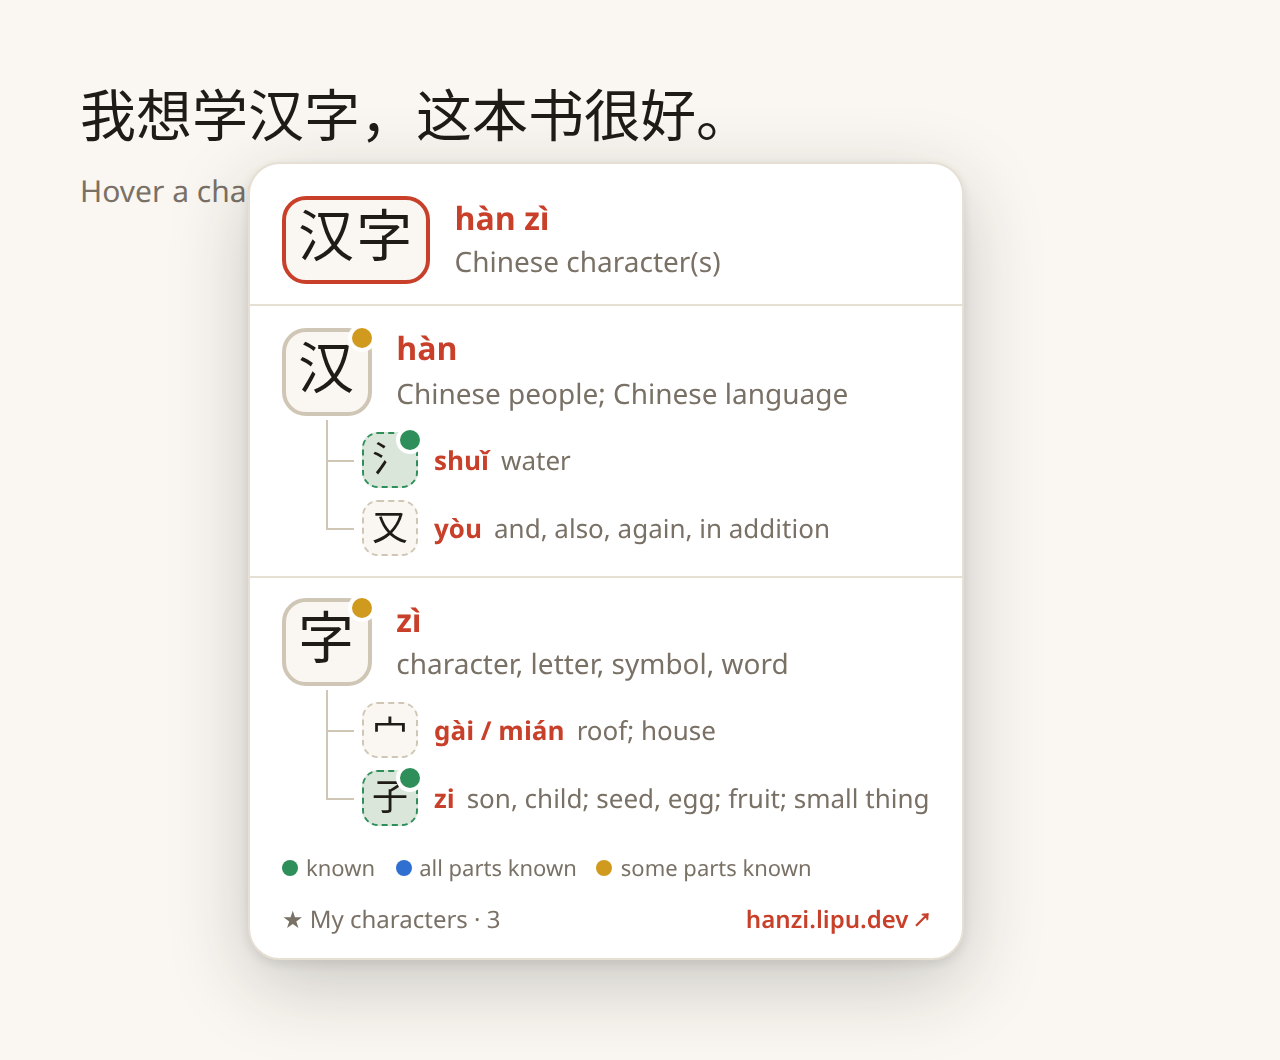 我想学汉字，这本书很好。
Hover a cha
汉字 hàn zì
Chinese character(s)
汉 hàn
Chinese people; Chinese language
氵 shuǐ water
又 yòu and, also, again, in addition
字 zì
character, letter, symbol, word
宀 gài / mián roof; house
子 zi son, child; seed, egg; fruit; small thing
known all parts known some parts known
★ My characters · 3 hanzi.lipu.dev ↗